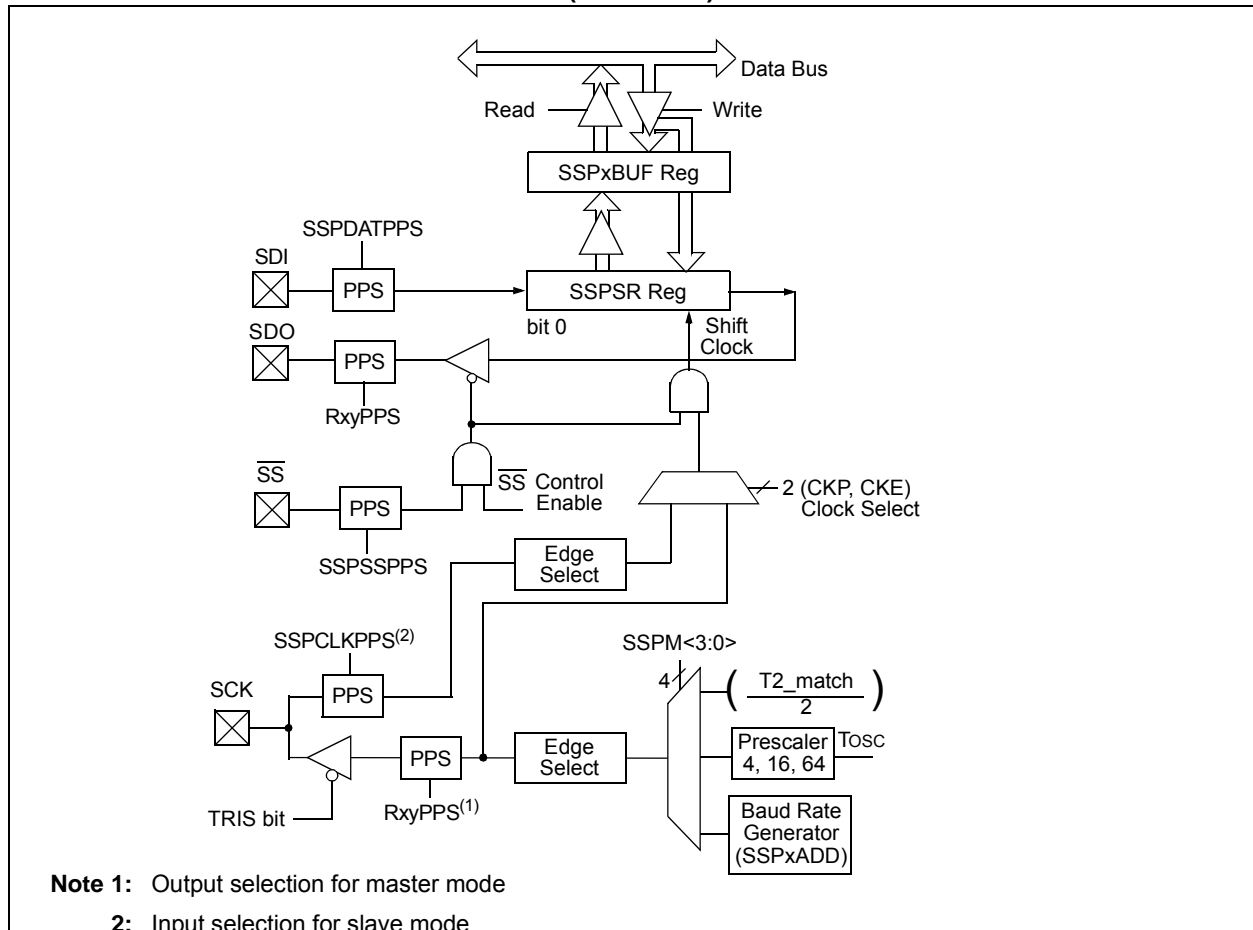 Data Bus
Read
Write
SSPxBUF Reg
SSPDATPPS
SDI
PPS
SSPSR Reg
bit 0
Shift
Clock
SDO
PPS
RxyPPS
SS
PPS
SS Control
Enable
2 (CKP, CKE)
Clock Select
SSPSSPPS
Edge
Select
SSPCLKPPS(2)
SSPM<3:0>
4
( T2_match
2 )
SCK
PPS
Prescaler
4, 16, 64
TOSC
PPS
Edge
Select
TRIS bit
RxyPPS(1)
Baud Rate
Generator
(SSPxADD)
Note 1: Output selection for master mode
2: Input selection for slave mode